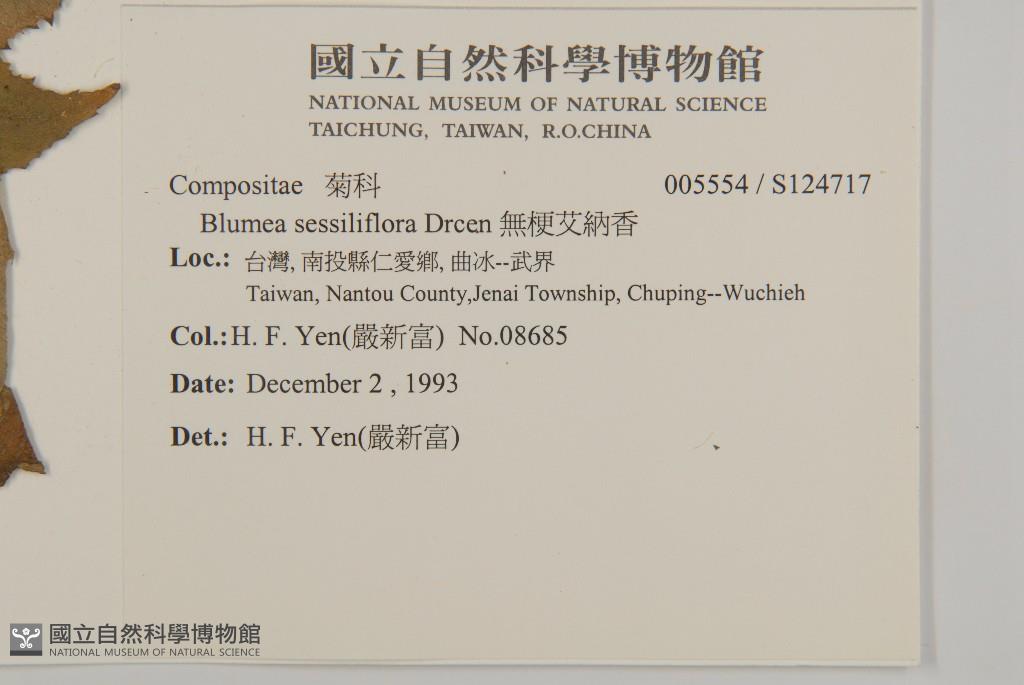 國立自然科學博物館
NATIONAL MUSEUM OF NATURAL SCIENCE
TAICHUNG, TAIWAN, R.O.CHINA
Compositae 菊科 005554 / S124717
Blumea sessiliflora Drcen 無梗艾納香
Loc.: 台灣, 南投縣仁愛鄉, 曲冰--武界
Taiwan, Nantou County,Jenai Township, Chuping--Wuchieh
Col.:H. F. Yen(嚴新富) No.08685
Date: December 2 , 1993
Det.: H. F. Yen(嚴新富)
國立自然科學博物館
NATIONAL MUSEUM OF NATURAL SCIENCE